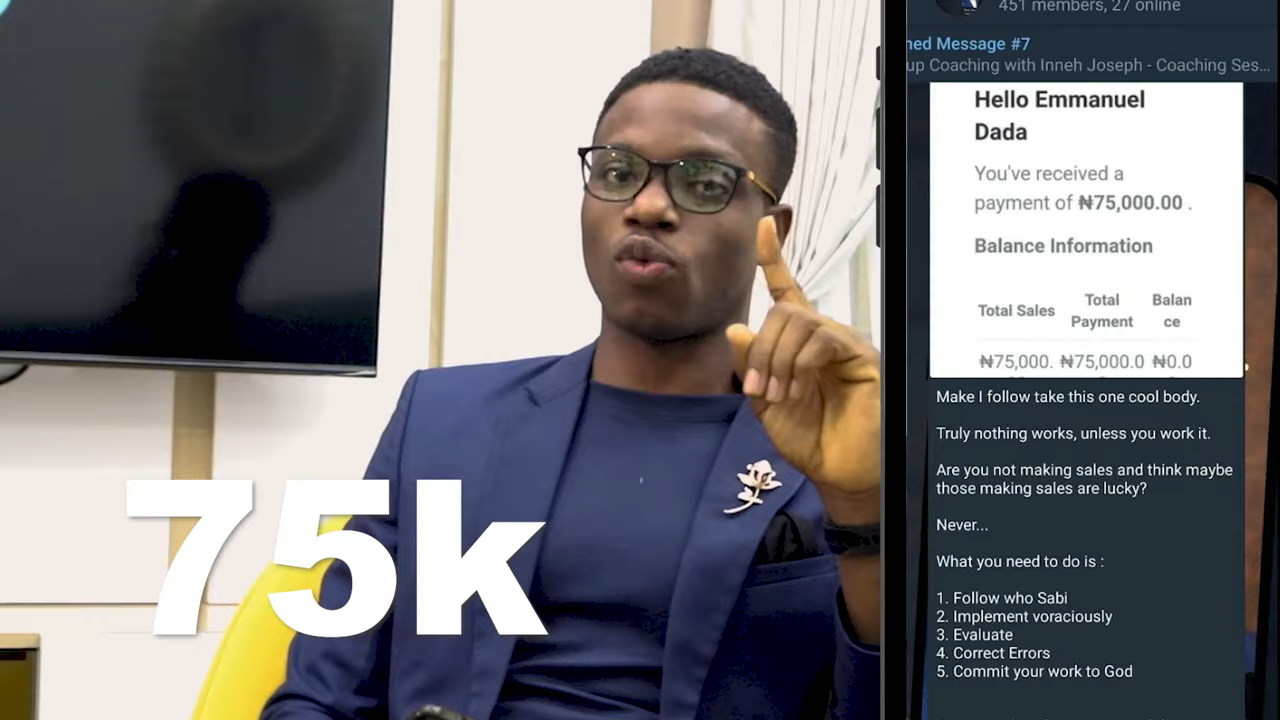 75k
451 members, 27 online
ned Message #7
up Coaching with Inneh Joseph - Coaching Ses...
Hello Emmanuel
Dada
You've received a
payment of ₦75,000.00 .
Balance Information
Total Sales Total Payment Balan ce
₦75,000. ₦75,000.0 ₦0.0
Make I follow take this one cool body.
Truly nothing works, unless you work it.
Are you not making sales and think maybe
those making sales are lucky?
Never...
What you need to do is :
1. Follow who Sabi
2. Implement voraciously
3. Evaluate
4. Correct Errors
5. Commit your work to God